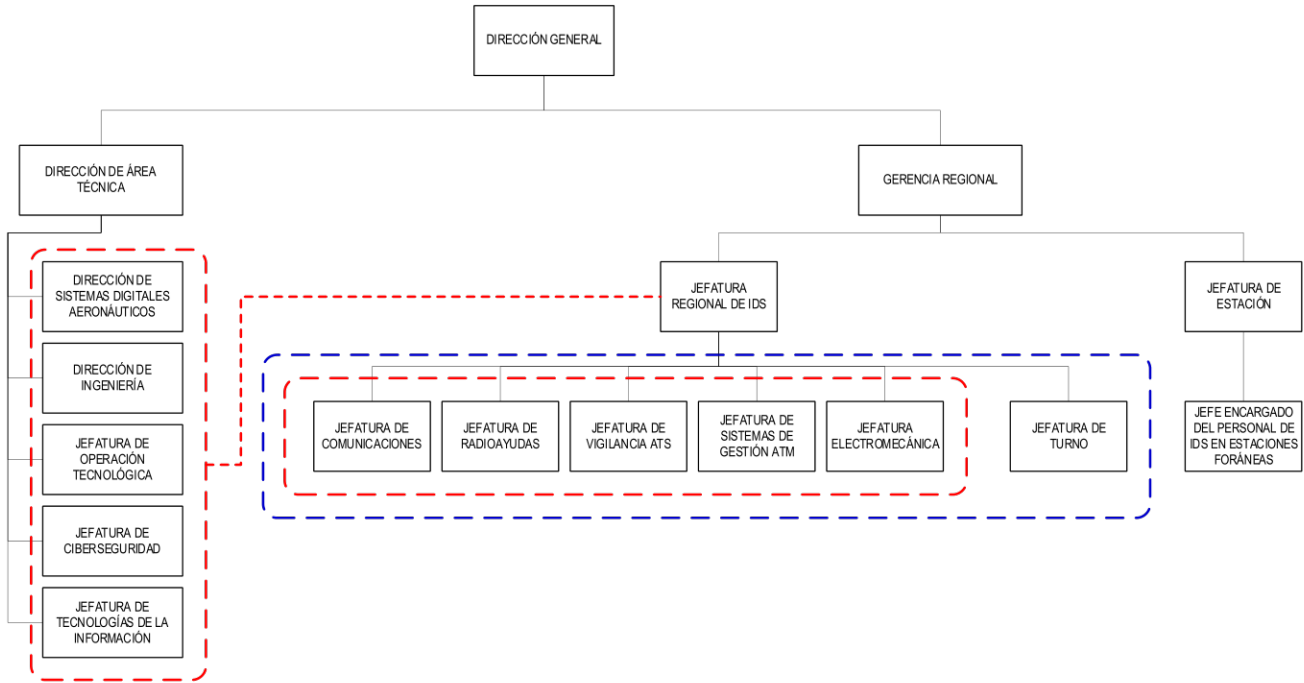 DIRECCIÓN GENERAL
DIRECCIÓN DE ÁREA
TÉCNICA
GERENCIA REGIONAL
DIRECCIÓN DE
SISTEMAS DIGITALES
AERONÁUTICOS
DIRECCIÓN DE
INGENIERÍA
JEFATURA DE
OPERACIÓN
TECNOLÓGICA
JEFATURA DE
CIBERSEGURIDAD
JEFATURA DE
TECNOLOGÍAS DE LA
INFORMACIÓN
JEFATURA
REGIONAL DE IDS
JEFATURA DE
ESTACIÓN
JEFATURA DE
COMUNICACIONES
JEFATURA DE
RADIOAYUDAS
JEFATURA DE
VIGILANCIA ATS
JEFATURA DE
SISTEMAS DE
GESTIÓN ATM
JEFATURA
ELECTROMECÁNICA
JEFATURA DE
TURNO
JEFE ENCARGADO
DEL PERSONAL DE
IDS EN ESTACIONES
FORÁNEAS